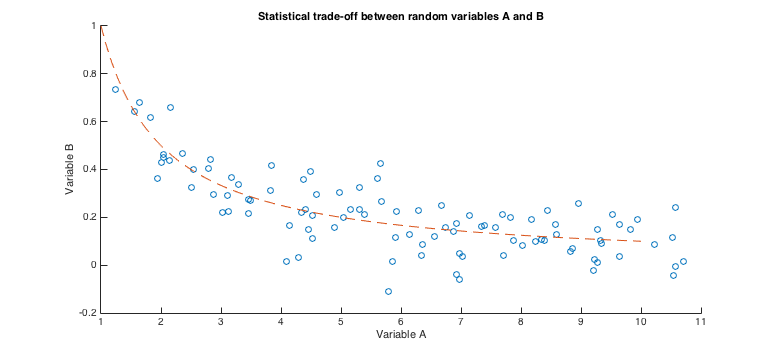 Statistical trade-off between random variables A and B
1
0.8
0.6
0.4
0.2
0
-0.2
Variable B
1 2 3 4 5 6 7 8 9 10 11
Variable A